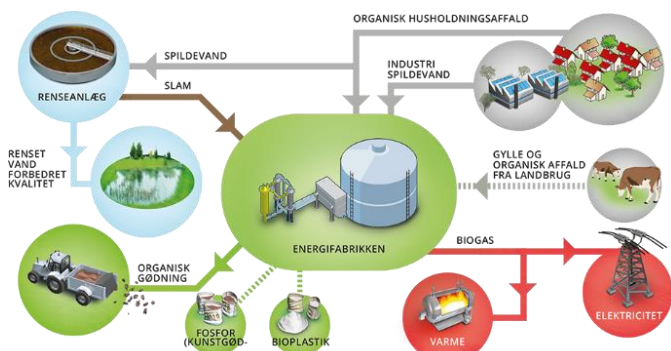 ORGANISK HUSHOLDNINGSAFFALD
SPILDEVAND
INDUSTRI
SPILDEVAND
RENSEANLÆG
SLAM
RENSET
VAND
FORBEDRET
KVALITET
GYLLE OG
ORGANISK AFFALD
FRA LANDBRUG
ENERGIFABRIKKEN
BIOGAS
ORGANISK
GØDNING
ELEKTRICITET
FOSFOR
(KUNSTGØD-
BIOPLASTIK
VARME